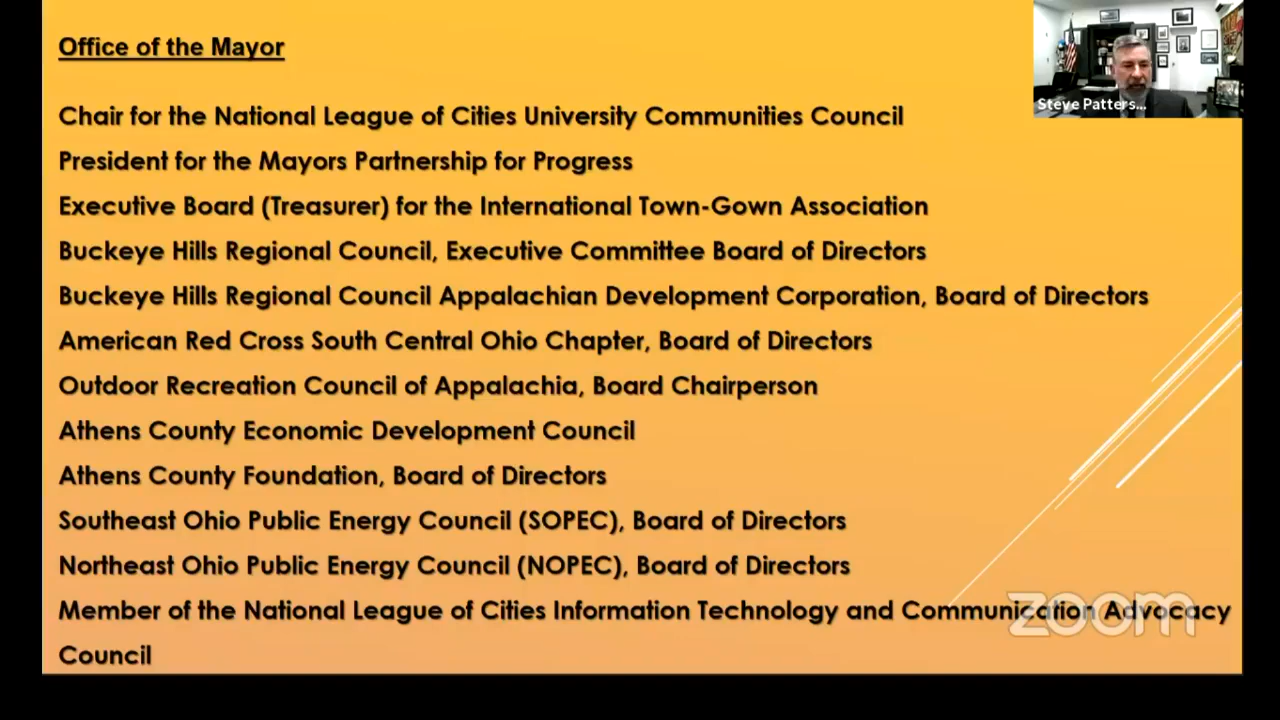 Office of the Mayor
Steve Patters...
Chair for the National League of Cities University Communities Council
President for the Mayors Partnership for Progress
Executive Board (Treasurer) for the International Town-Gown Association
Buckeye Hills Regional Council, Executive Committee Board of Directors
Buckeye Hills Regional Council Appalachian Development Corporation, Board of Directors
American Red Cross South Central Ohio Chapter, Board of Directors
Outdoor Recreation Council of Appalachia, Board Chairperson
Athens County Economic Development Council
Athens County Foundation, Board of Directors
Southeast Ohio Public Energy Council (SOPEC), Board of Directors
Northeast Ohio Public Energy Council (NOPEC), Board of Directors
Member of the National League of Cities Information Technology and Communication Advocacy
Council
zoom